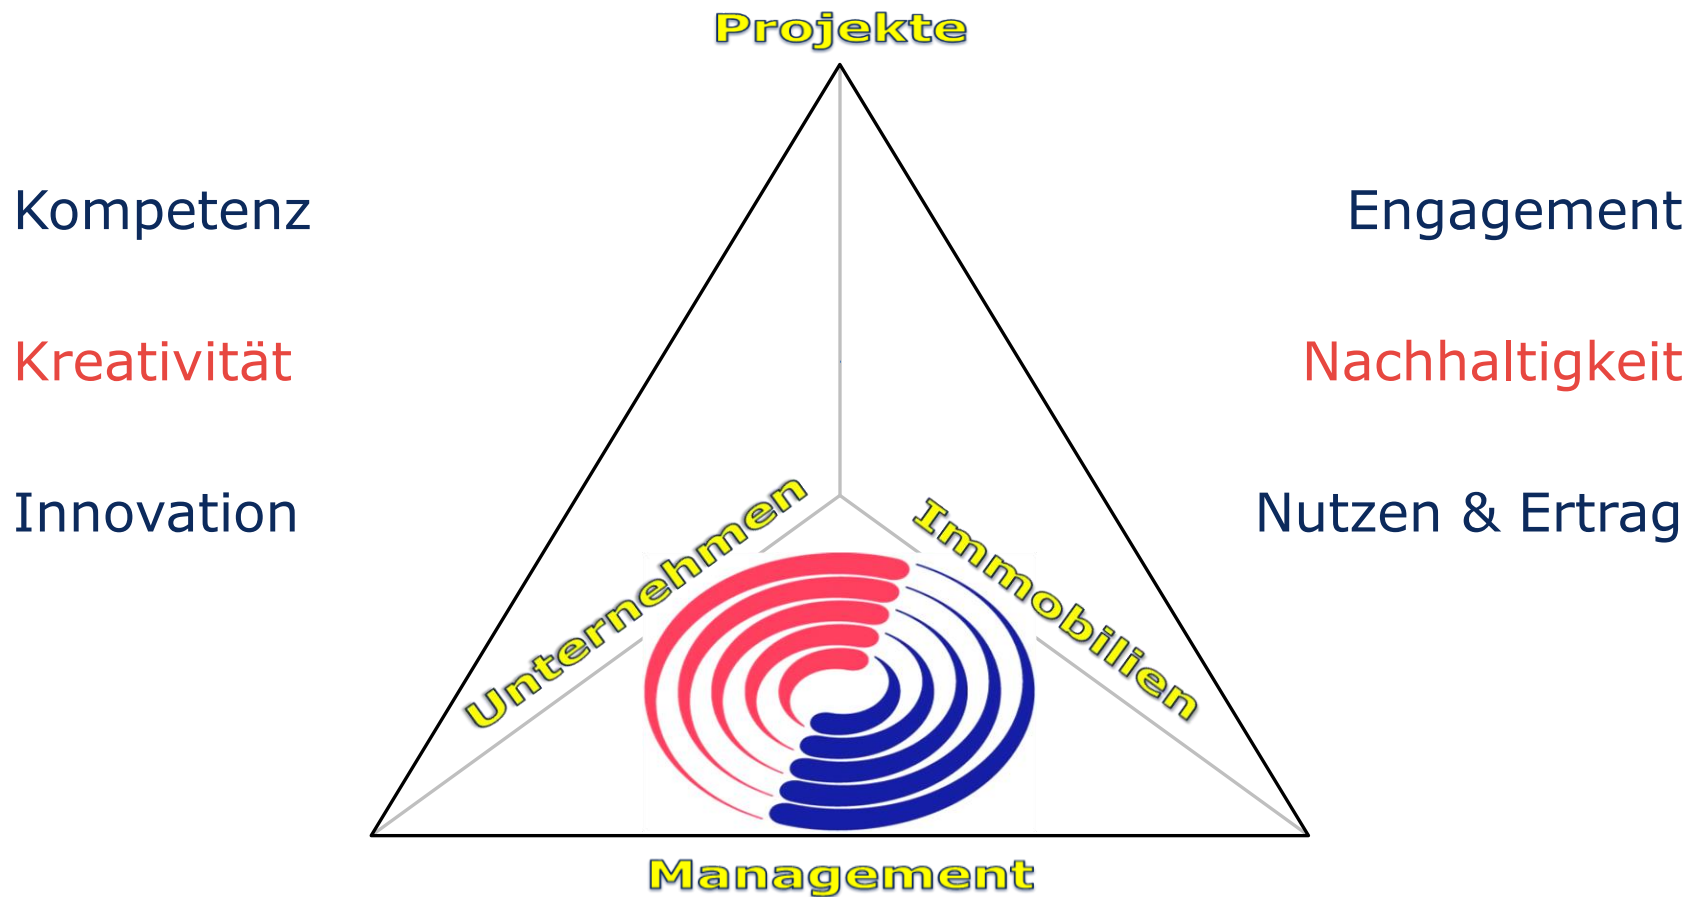 Projekte
Kompetenz
Engagement
Kreativität
Nachhaltigkeit
Innovation
Nutzen & Ertrag
Unternehmen
Immobilien
Management